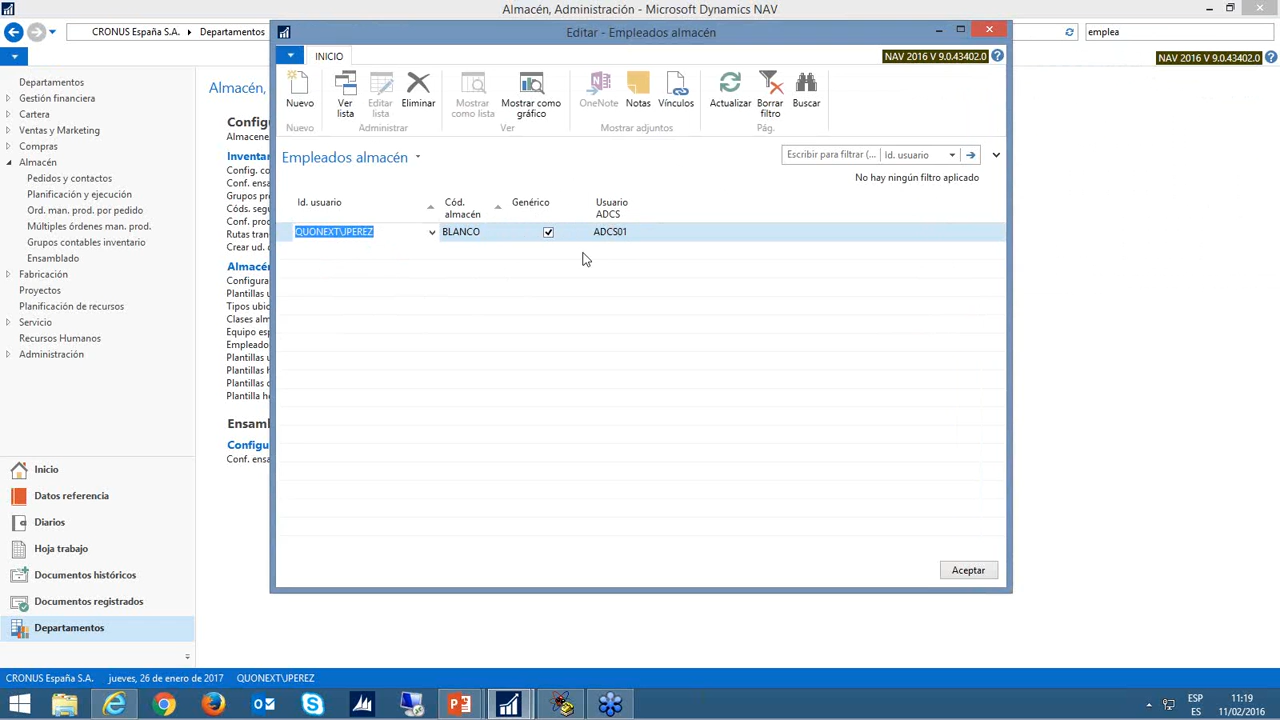 Almacén, Administración - Microsoft Dynamics NAV
CRONUS España S.A.
Departamentos
emplea
NAV 2016 V 9.0.43402.0
Departamentos
Gestión financiera
Cartera
Ventas y Marketing
Compras
Almacén
Pedidos y contactos
Planificación y ejecución
Ord. man. prod. por pedido
Múltiples órdenes man. prod.
Grupos contables inventario
Ensamblado
Fabricación
Proyectos
Planificación de recursos
Servicio
Recursos Humanos
Administración
Inicio
Datos referencia
Diarios
Hoja trabajo
Documentos históricos
Documentos registrados
Departamentos
Almacén,
Config
Almacene
Inventar
Config. co
Conf. ensa
Grupos pr
Códs. seg
Conf. prod
Rutas tran
Crear ud. d
Almacé
Configura
Plantillas u
Tipos ubic
Clases alm
Equipo esp
Empleado
Plantillas u
Plantillas
Plantillas d
Plantilla ho
Ensam
Configu
Conf. ensa
Editar - Empleados almacén
INICIO
NAV 2016 V 9.0.43402.0
Nuevo
Ver lista
Editar lista
Eliminar
Mostrar como lista
Mostrar como gráfico
OneNote
Notas
Vínculos
Actualizar
Borrar filtro
Buscar
Nuevo
Administrar
Ver
Mostrar adjuntos
Pág.
Empleados almacén
Escribir para filtrar (...
Id. usuario
No hay ningún filtro aplicado
Id. usuario
Cód. almacén
Genérico
Usuario ADCS
QUONEXT\JPEREZ
BLANCO
ADCS01
Aceptar
CRONUS España S.A.
jueves, 26 de enero de 2017
QUONEXT\JPEREZ
ESP
ES
11:19
11/02/2016